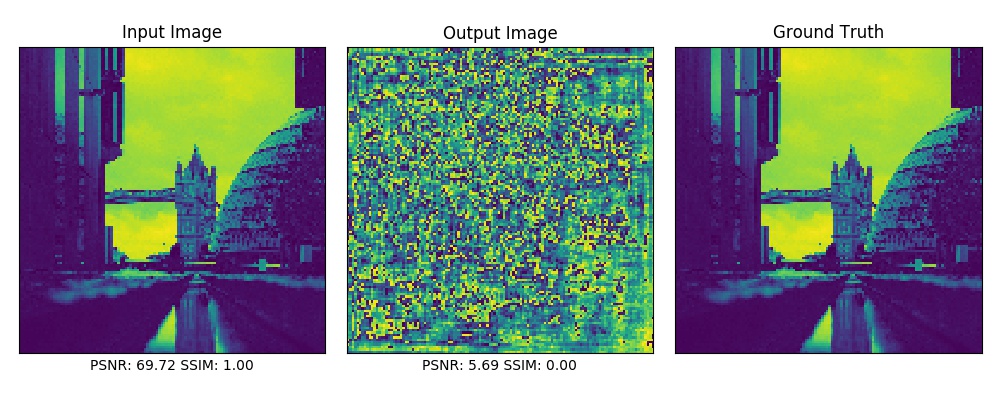 Input Image
Output Image
Ground Truth
PSNR: 69.72 SSIM: 1.00
PSNR: 5.69 SSIM: 0.00